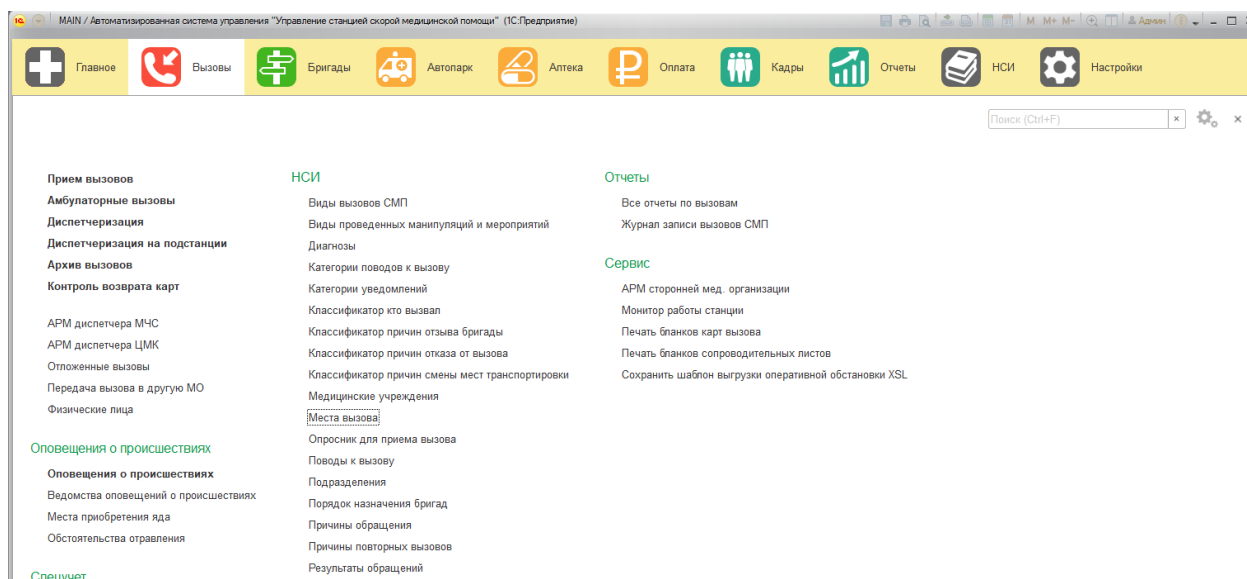 MAIN / Автоматизированная система управления "Управление станцией скорой медицинской помощи" (1С:Предприятие)
M M+ M- Админ
Главное Вызовы Бригады Автопарк Аптека Оплата Кадры Отчеты НСИ Настройки
Поиск (Ctrl+F)
Прием вызовов
Амбулаторные вызовы
Диспетчеризация
Диспетчеризация на подстанции
Архив вызовов
Контроль возврата карт
АРМ диспетчера МЧС
АРМ диспетчера ЦМК
Отложенные вызовы
Передача вызова в другую МО
Физические лица
Оповещения о происшествиях
Оповещения о происшествиях
Ведомства оповещений о происшествиях
Места приобретения яда
Обстоятельства отравления
Спецучет
НСИ
Виды вызовов СМП
Виды проведенных манипуляций и мероприятий
Диагнозы
Категории поводов к вызову
Категории уведомлений
Классификатор кто вызвал
Классификатор причин отзыва бригады
Классификатор причин отказа от вызова
Классификатор причин смены мест транспортировки
Медицинские учреждения
Места вызова
Опросник для приема вызова
Поводы к вызову
Подразделения
Порядок назначения бригад
Причины обращения
Причины повторных вызовов
Результаты обращений
Отчеты
Все отчеты по вызовам
Журнал записи вызовов СМП
Сервис
АРМ сторонней мед. организации
Монитор работы станции
Печать бланков карт вызова
Печать бланков сопроводительных листов
Сохранить шаблон выгрузки оперативной обстановки XSL